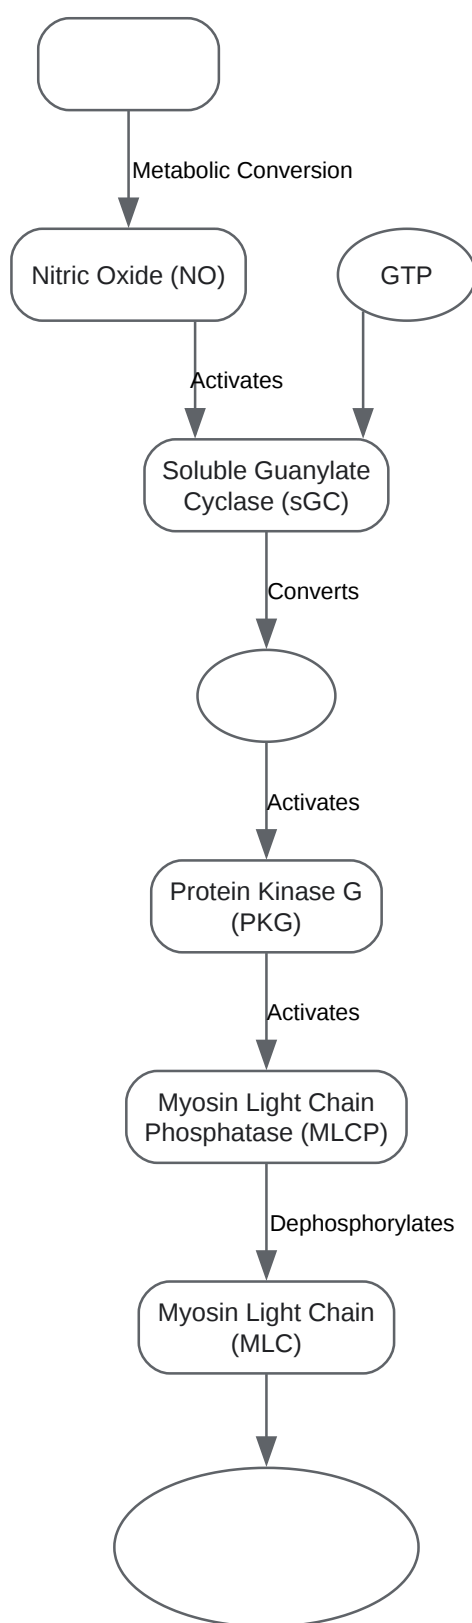 Metabolic Conversion
Nitric Oxide (NO)
GTP
Activates
Soluble Guanylate
Cyclase (sGC)
Converts
Activates
Protein Kinase G
(PKG)
Activates
Myosin Light Chain
Phosphatase (MLCP)
Dephosphorylates
Myosin Light Chain
(MLC)